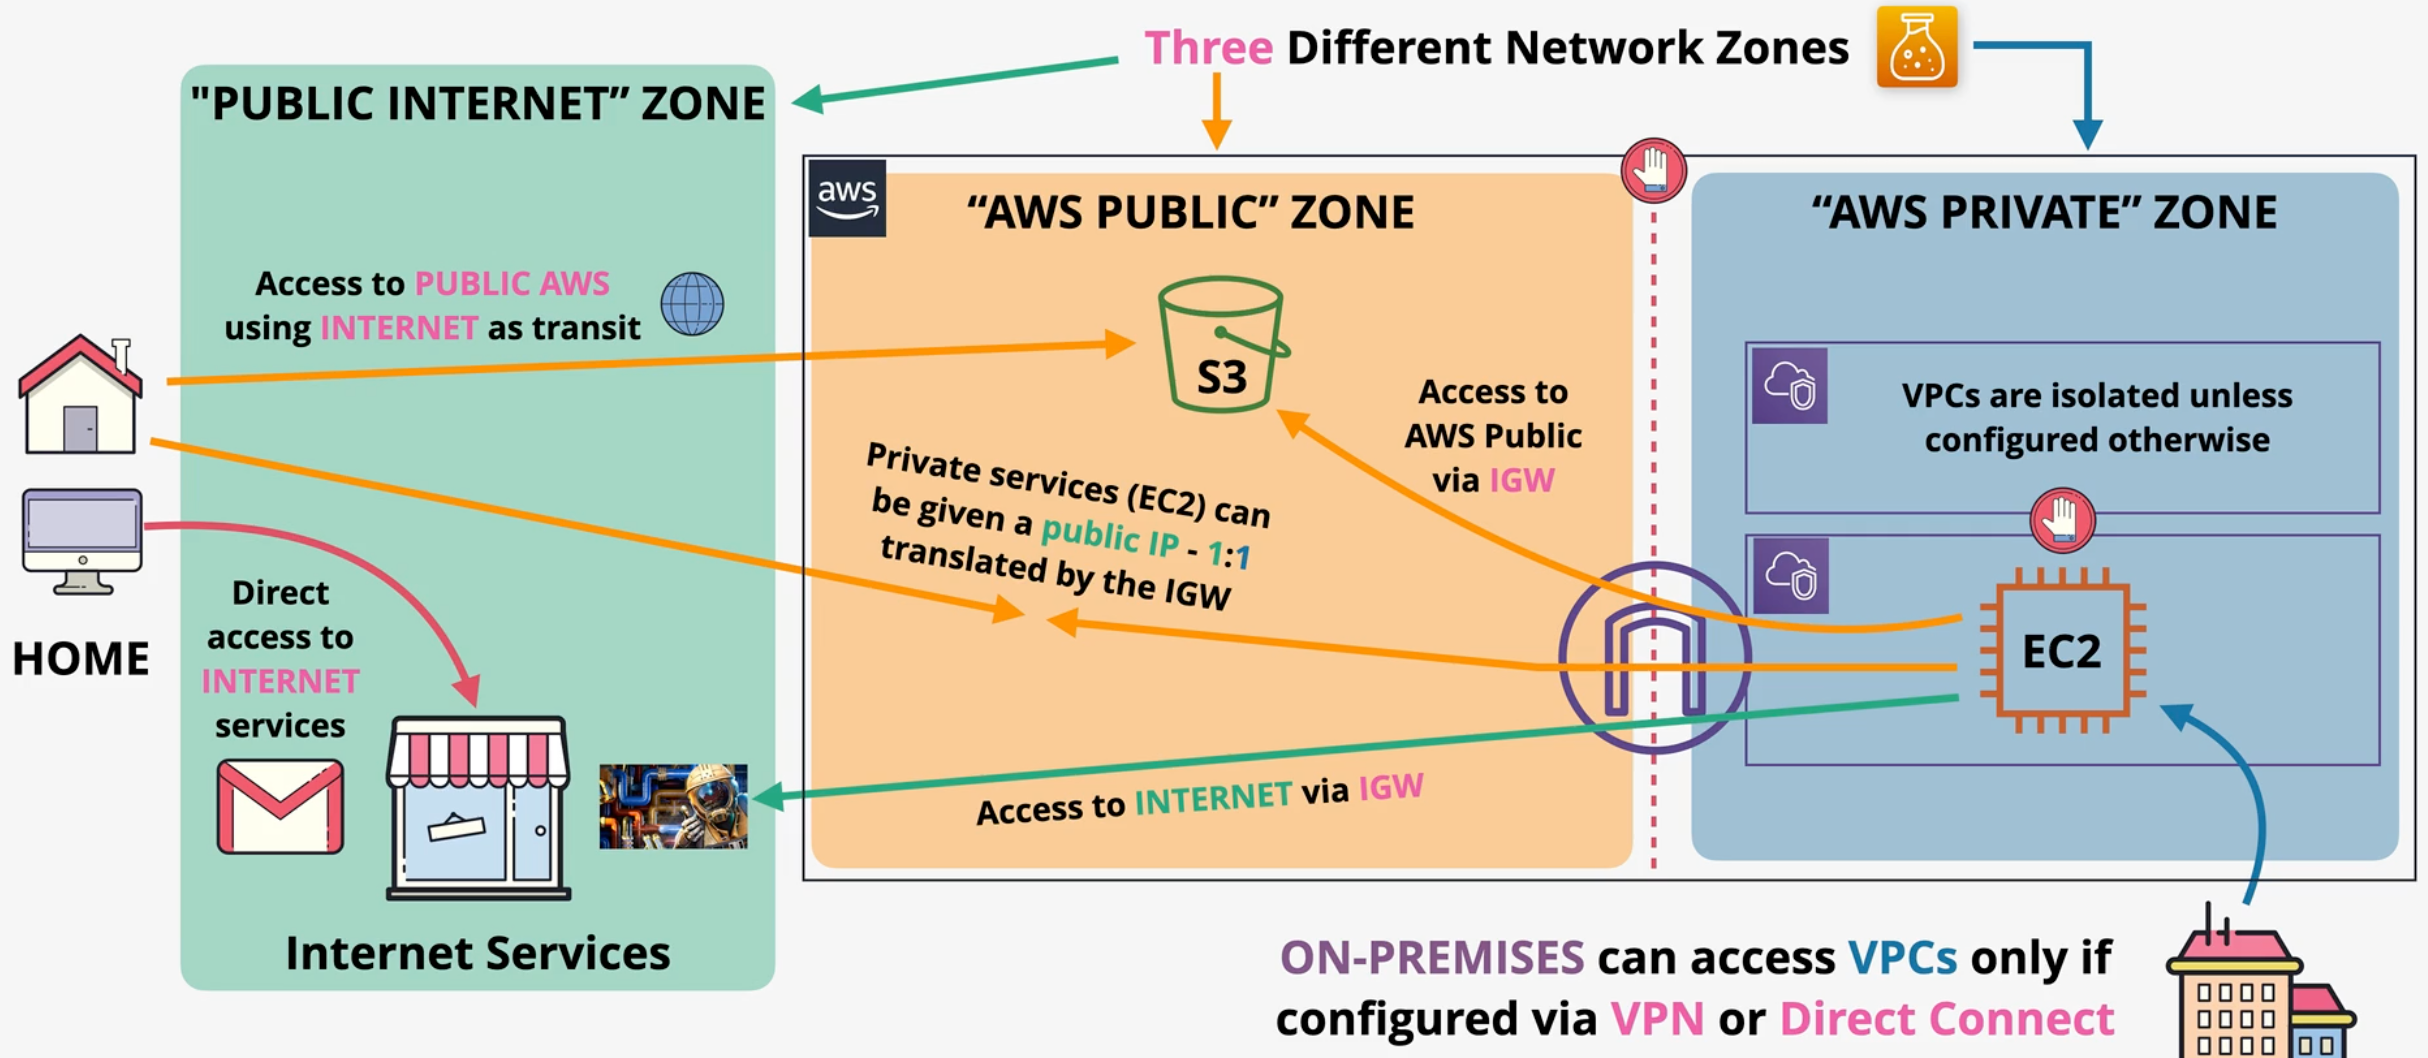 Three Different Network Zones
"PUBLIC INTERNET” ZONE
aws
“AWS PUBLIC” ZONE
“AWS PRIVATE” ZONE
Access to PUBLIC AWS
using INTERNET as transit
S3
Access to
AWS Public
via IGW
VPCs are isolated unless
configured otherwise
Private services (EC2) can
be given a public IP - 1:1
translated by the IGW
EC2
HOME
Direct
access to
INTERNET
services
Access to INTERNET via IGW
Internet Services
ON-PREMISES can access VPCs only if
configured via VPN or Direct Connect